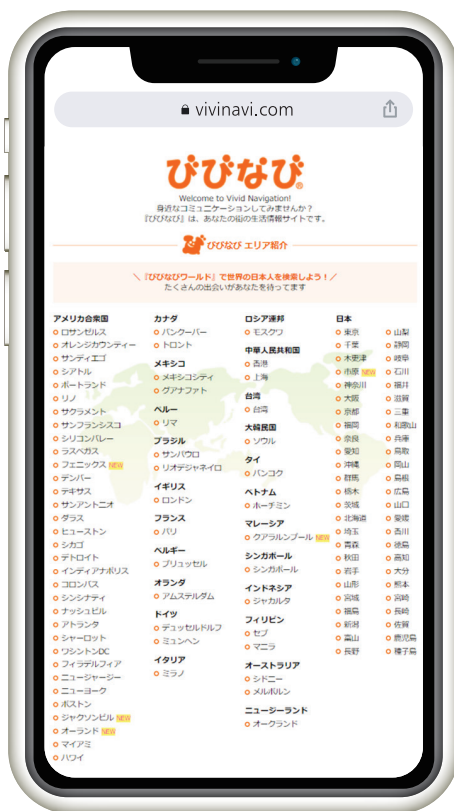 vivinavi.com
びびなび®
Welcome to Vivid Navigation!
身近なコミュニケーションしてみませんか？
『びびなび』は、あなたの街の生活情報サイトです。
びびなび エリア紹介
＼『びびなびワールド』で世界の日本人を検索しよう！／
たくさんの出会いがあなたを待ってます
アメリカ合衆国
ロサンゼルス
オレンジカウンティー
サンディエゴ
シアトル
ポートランド
リノ
サクラメント
サンフランシスコ
シリコンバレー
ラスベガス
フェニックス NEW
デンバー
テキサス
サンアントニオ
ダラス
ヒューストン
シカゴ
デトロイト
インディアナポリス
コロンバス
シンシナティ
ナッシュビル
アトランタ
シャーロット
ワシントンDC
フィラデルフィア
ニュージャージー
ニューヨーク
ボストン
ジャクソンビル NEW
オーランド NEW
マイアミ
ハワイ
カナダ
バンクーバー
トロント
メキシコ
メキシコシティ
グアナファト
ペルー
リマ
ブラジル
サンパウロ
リオデジャネイロ
イギリス
ロンドン
フランス
パリ
ベルギー
ブリュッセル
オランダ
アムステルダム
ドイツ
デュッセルドルフ
ミュンヘン
イタリア
ミラノ
ロシア連邦
モスクワ
中華人民共和国
香港
上海
台湾
台湾
大韓民国
ソウル
タイ
バンコク
ベトナム
ホーチミン
マレーシア
クアラルンプール NEW
シンガポール
シンガポール
インドネシア
ジャカルタ
フィリピン
セブ
マニラ
オーストラリア
シドニー
メルボルン
ニュージーランド
オークランド
日本
東京
千葉
木更津
市原 NEW
神奈川
大阪
京都
福岡
奈良
愛知
沖縄
群馬
栃木
茨城
北海道
埼玉
青森
秋田
岩手
山形
宮城
福島
新潟
富山
長野
山梨
静岡
岐阜
石川
福井
滋賀
三重
和歌山
兵庫
鳥取
岡山
島根
広島
山口
愛媛
香川
徳島
高知
大分
熊本
宮崎
長崎
佐賀
鹿児島
種子島